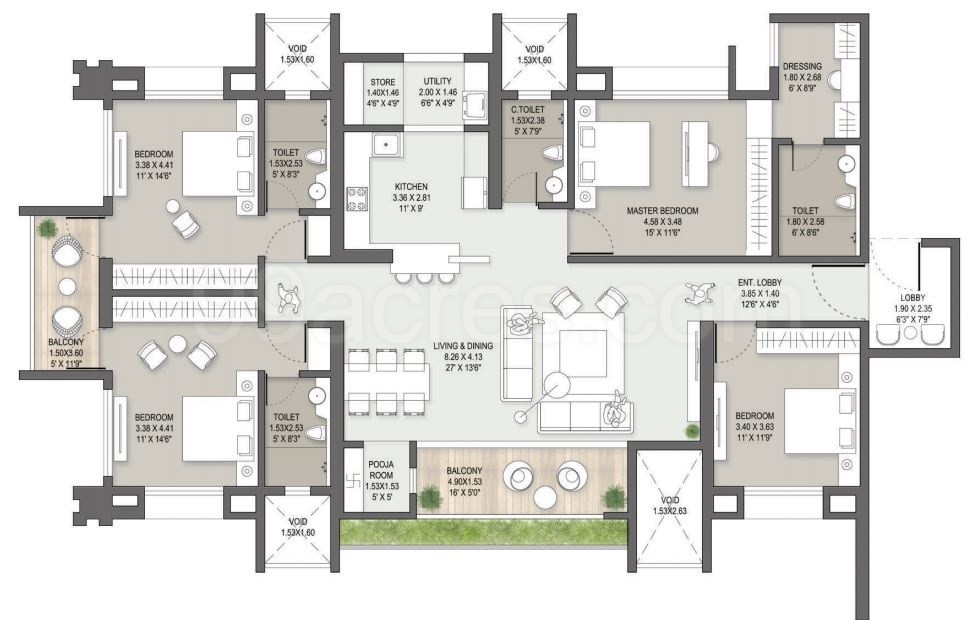 VOID
1.53X1.60
VOID
1.53X1.60
STORE
1.40X1.46
4'6" X 4'9"
UTILITY
2.00 X 1.46
6'6" X 4'9"
DRESSING
1.80 X 2.68
6' X 8'9"
C.TOILET
1.53X2.38
5' X 7'9"
BEDROOM
3.38 X 4.41
11' X 14'6"
TOILET
1.53X2.53
5' X 8'3"
KITCHEN
3.36 X 2.81
11' X 9'
MASTER BEDROOM
4.58 X 3.48
15' X 11'6"
TOILET
1.80 X 2.58
6' X 8'6"
ENT. LOBBY
3.85 X 1.40
12'6" X 4'6"
LOBBY
1.90 X 2.35
6'3" X 7'9"
99acres.com
BALCONY
1.50X3.60
5' X 11'9"
LIVING & DINING
8.26 X 4.13
27' X 13'6"
BEDROOM
3.38 X 4.41
11' X 14'6"
TOILET
1.53X2.53
5' X 8'3"
BEDROOM
3.40 X 3.63
11' X 11'9"
POOJA
ROOM
1.53X1.53
5' X 5'
BALCONY
4.90X1.53
16' X 5'0"
VOID
1.53X2.63
VOID
1.53X1.60